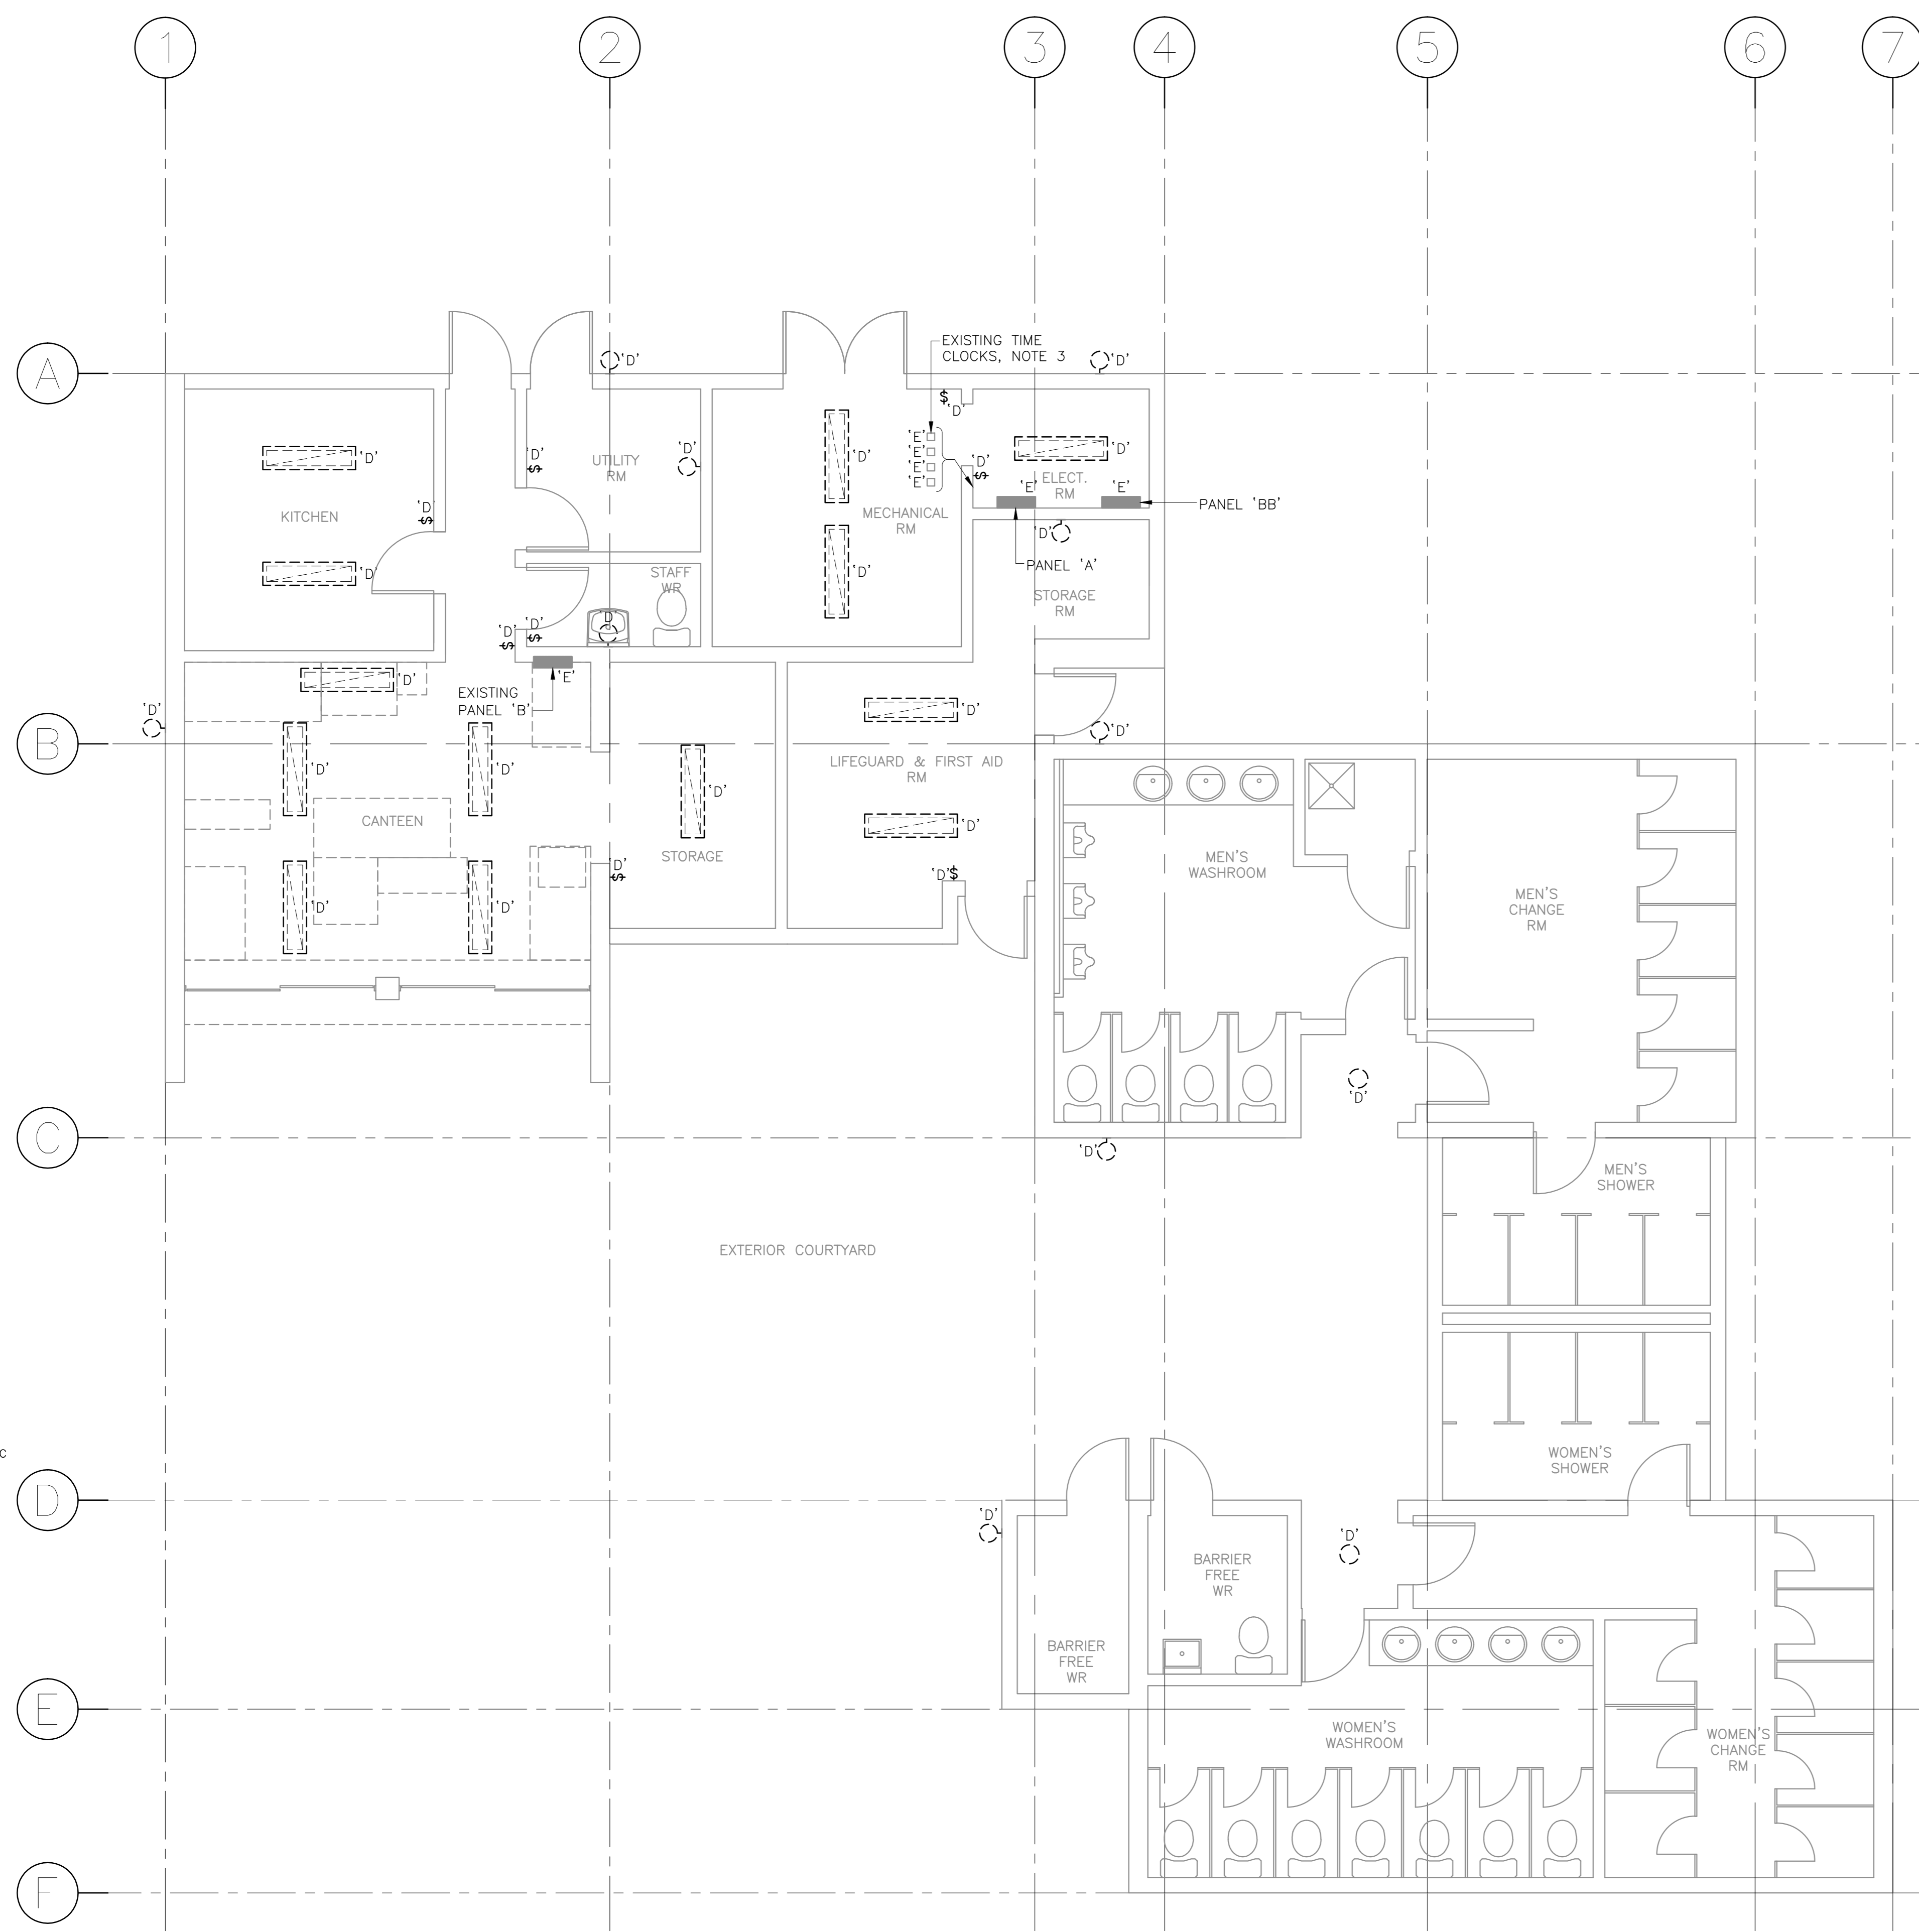 1 2 3 4 5 6 7
A
'D' 'D'
EXISTING TIME
CLOCKS, NOTE 3
$ 'D'
'D' 'D' 'D' 'D' 'D' 'D'
'E'
'E'
'E'
'E'
$ $
UTILITY
RM
ELECT.
RM
'E' 'E'
PANEL 'BB'
KITCHEN
'D' $
MECHANICAL
RM
'D'
PANEL 'A'
'D' 'D'
STAFF
WR
STORAGE
RM
'D' 'D' 'D'
$ $
'D' 'E'
EXISTING
PANEL 'B'
'D' 'D' 'D'
B
'D' 'D' 'D'
LIFEGUARD & FIRST AID
RM
CANTEEN
'D'
STORAGE
'D' $
'D' $
'D' 'D'
MEN'S
WASHROOM
MEN'S
CHANGE
RM
'D'
C
'D'
MEN'S
SHOWER
EXTERIOR COURTYARD
C
WOMEN'S
SHOWER
D
'D' 'D'
BARRIER
FREE
WR
BARRIER
FREE
WR
E
WOMEN'S
WASHROOM
WOMEN'S
CHANGE
RM
F